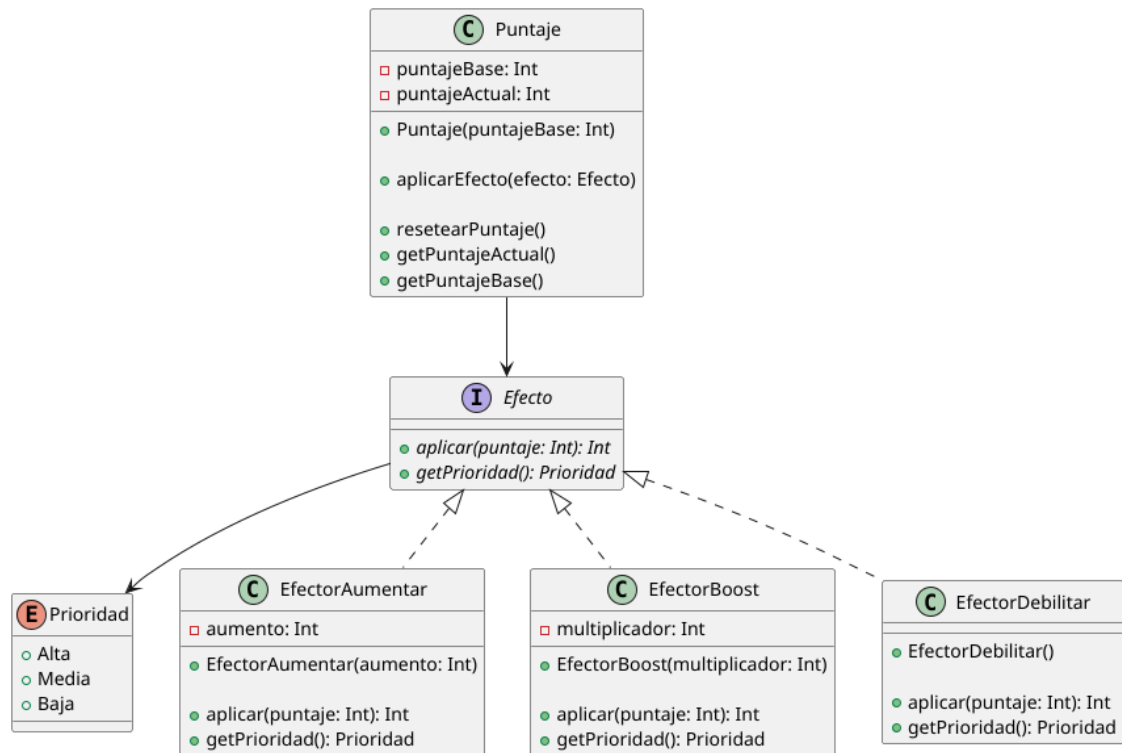 C Puntaje
puntajeBase: Int
puntajeActual: Int
Puntaje(puntajeBase: Int)
aplicarEfecto(efecto: Efecto)
resetearPuntaje()
getPuntajeActual()
getPuntajeBase()
I Efecto
aplicar(puntaje: Int): Int
getPrioridad(): Prioridad
E Prioridad
Alta
Media
Baja
C EfectorAumentar
aumento: Int
EfectorAumentar(aumento: Int)
aplicar(puntaje: Int): Int
getPrioridad(): Prioridad
C EfectorBoost
multiplicador: Int
EfectorBoost(multiplicador: Int)
aplicar(puntaje: Int): Int
getPrioridad(): Prioridad
C EfectorDebilitar
EfectorDebilitar()
aplicar(puntaje: Int): Int
getPrioridad(): Prioridad